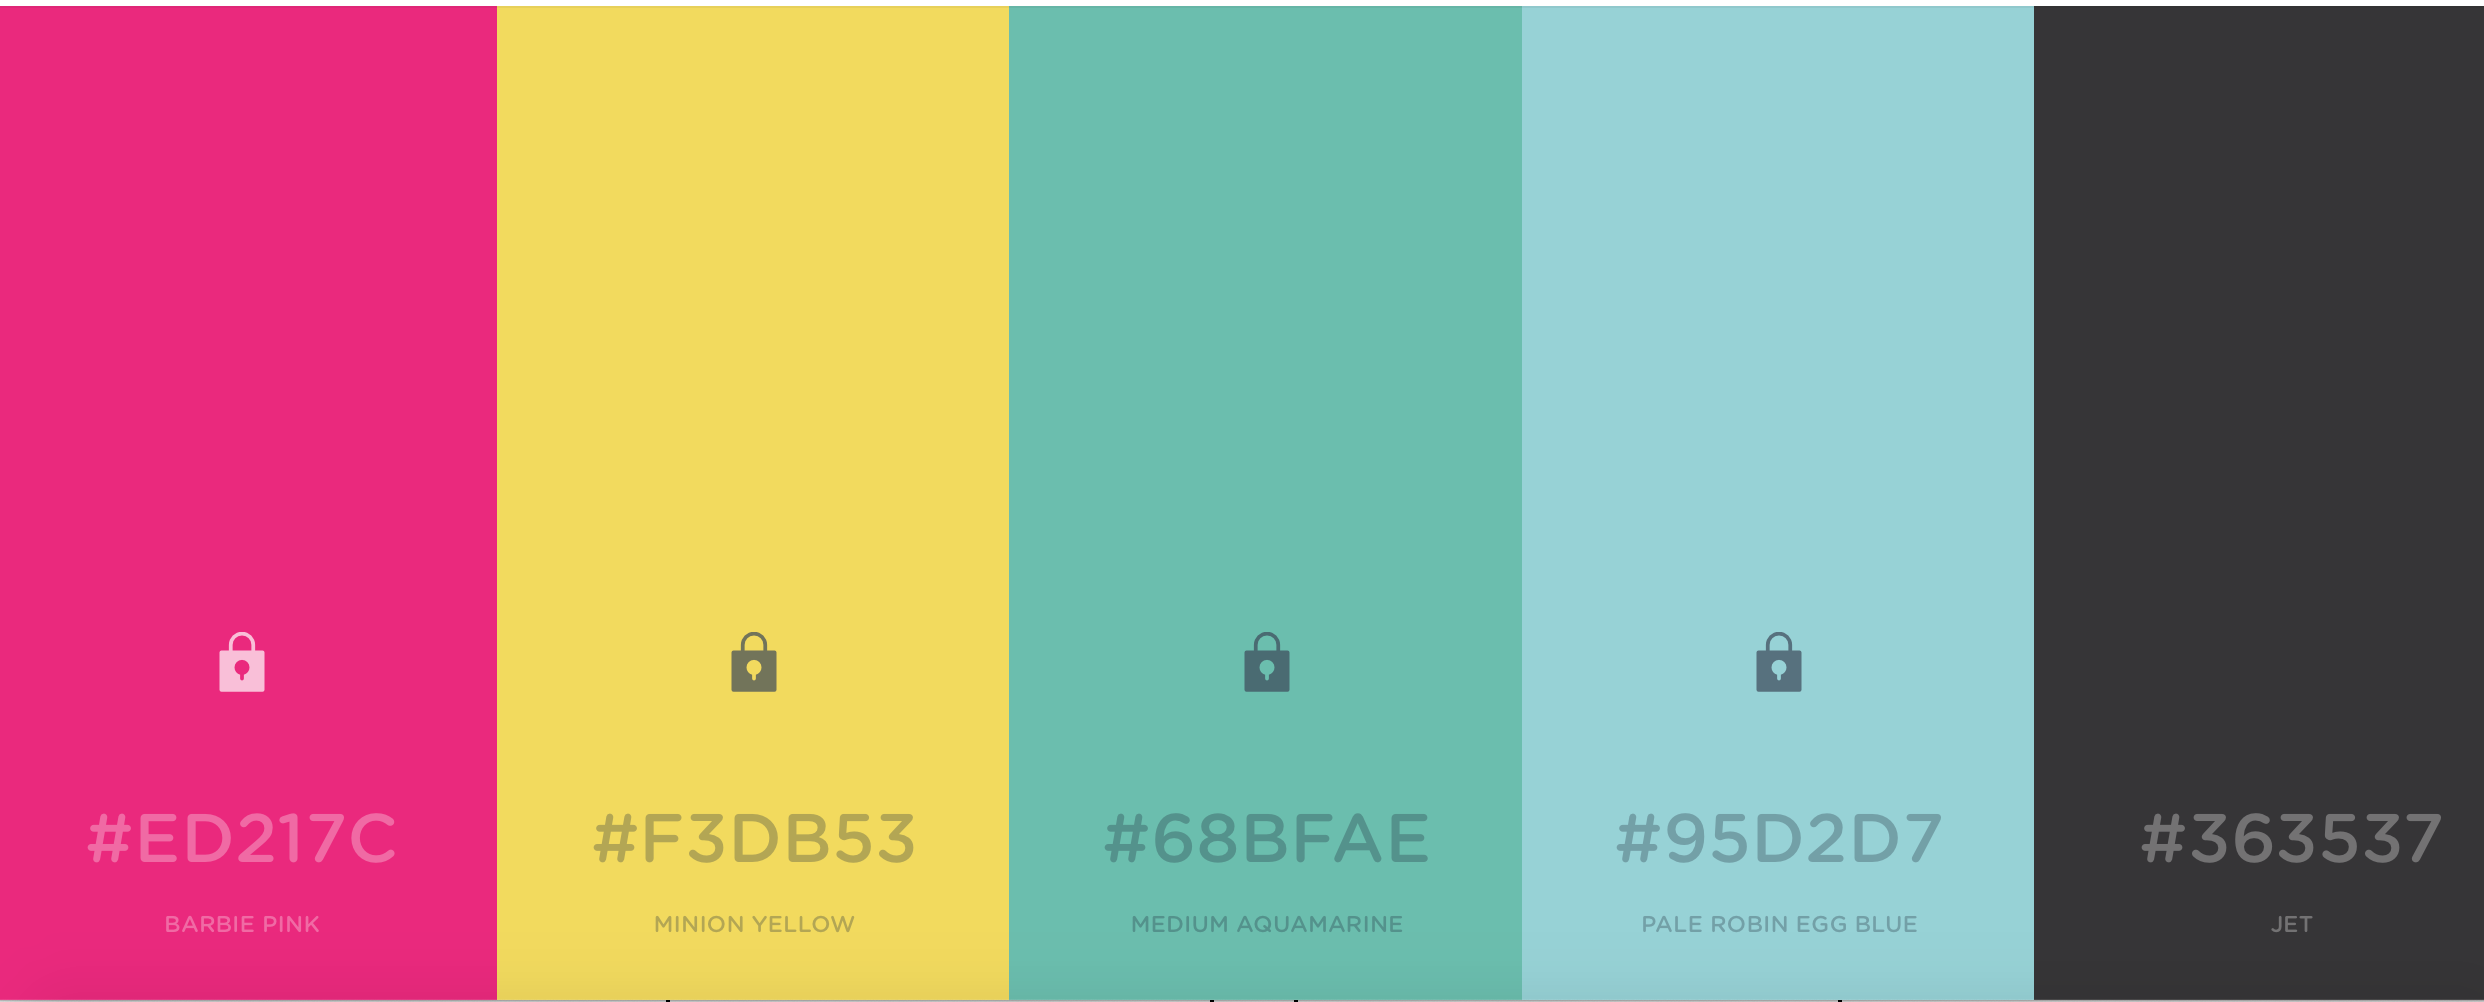 #ED217C
BARBIE PINK
#F3DB53
MINION YELLOW
#68BFAE
MEDIUM AQUAMARINE
#95D2D7
PALE ROBIN EGG BLUE
#363537
JET